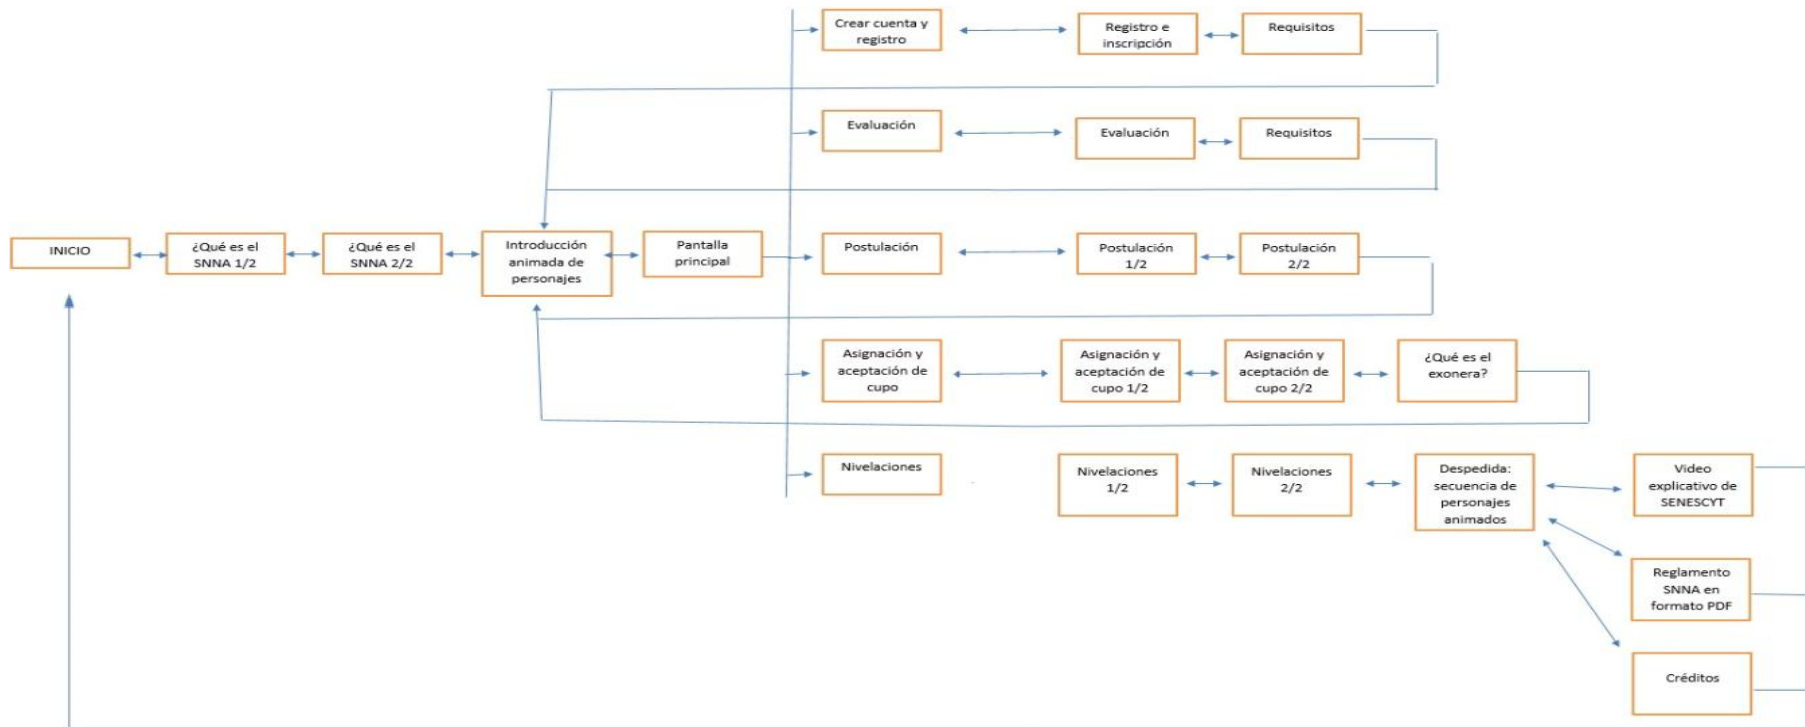 Crear cuenta y
registro
Registro e
inscripción
Requisitos
Evaluación
Evaluación
Requisitos
INICIO
¿Qué es el
SNNA 1/2
¿Qué es el
SNNA 2/2
Introducción
animada de
personajes
Pantalla
principal
Postulación
Postulación
1/2
Postulación
2/2
Asignación y
aceptación de
cupo
Asignación y
aceptación de
cupo 1/2
Asignación y
aceptación de
cupo 2/2
¿Qué es el
exonera?
Nivelaciones
Nivelaciones
1/2
Nivelaciones
2/2
Despedida:
secuencia de
personajes
animados
Video
explicativo de
SENESCYT
Reglamento
SNNA en
formato PDF
Créditos